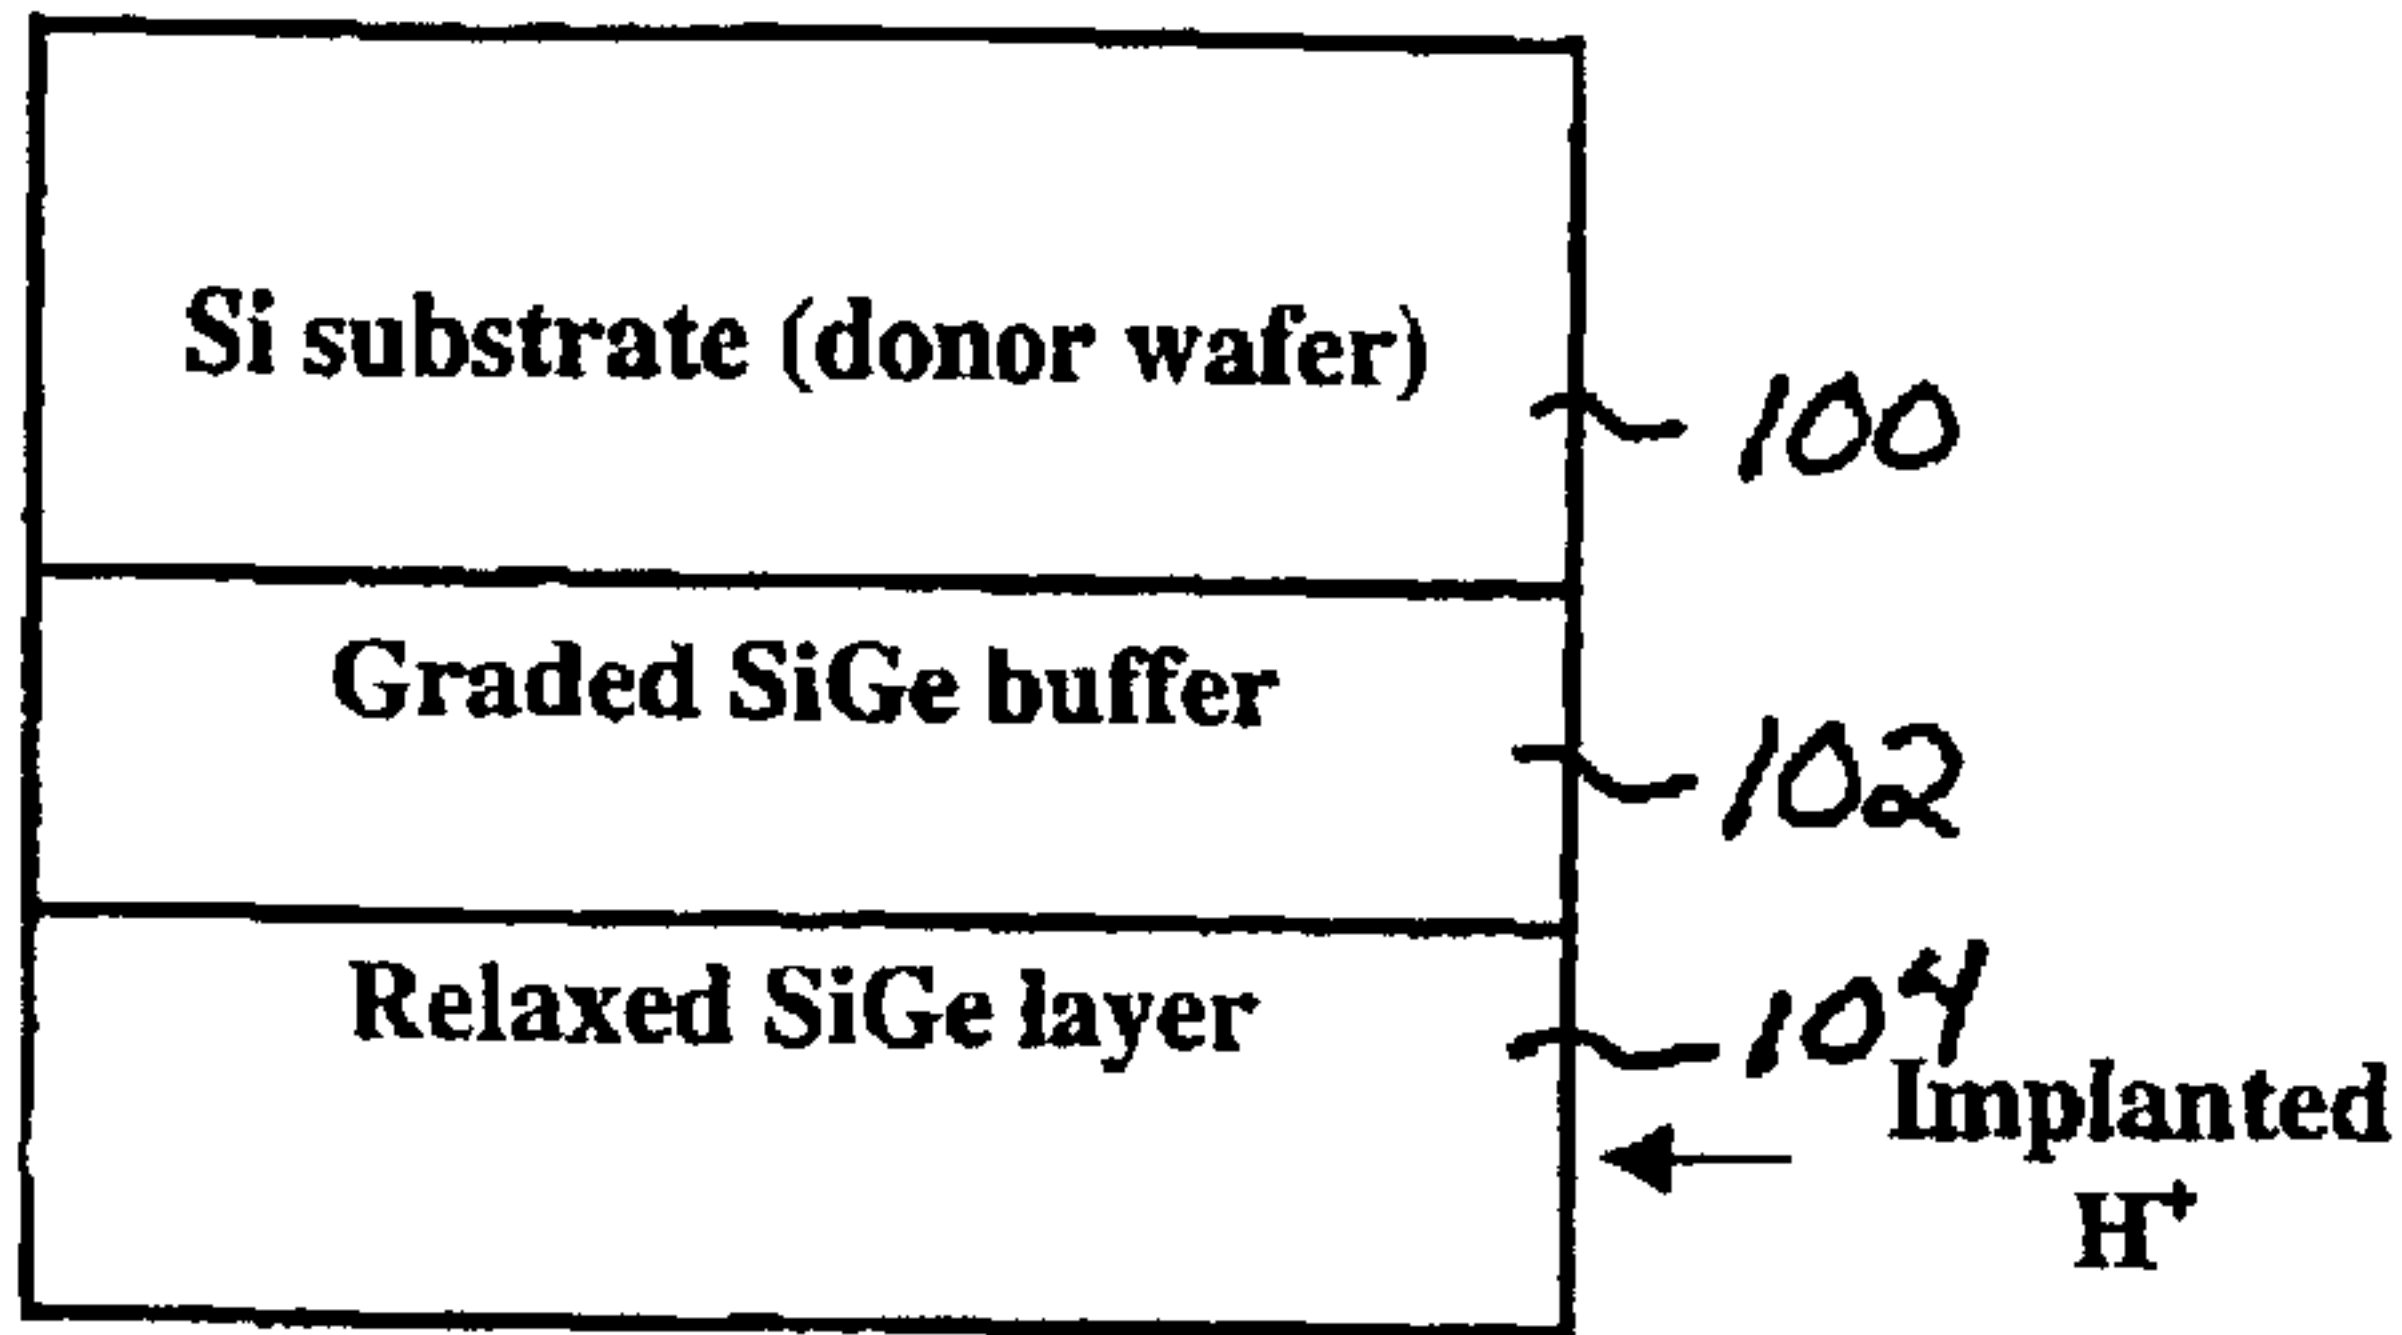 Si substrate (donor wafer)
100
Graded SiGe buffer
102
Relaxed SiGe layer
104
Implanted
H⁺